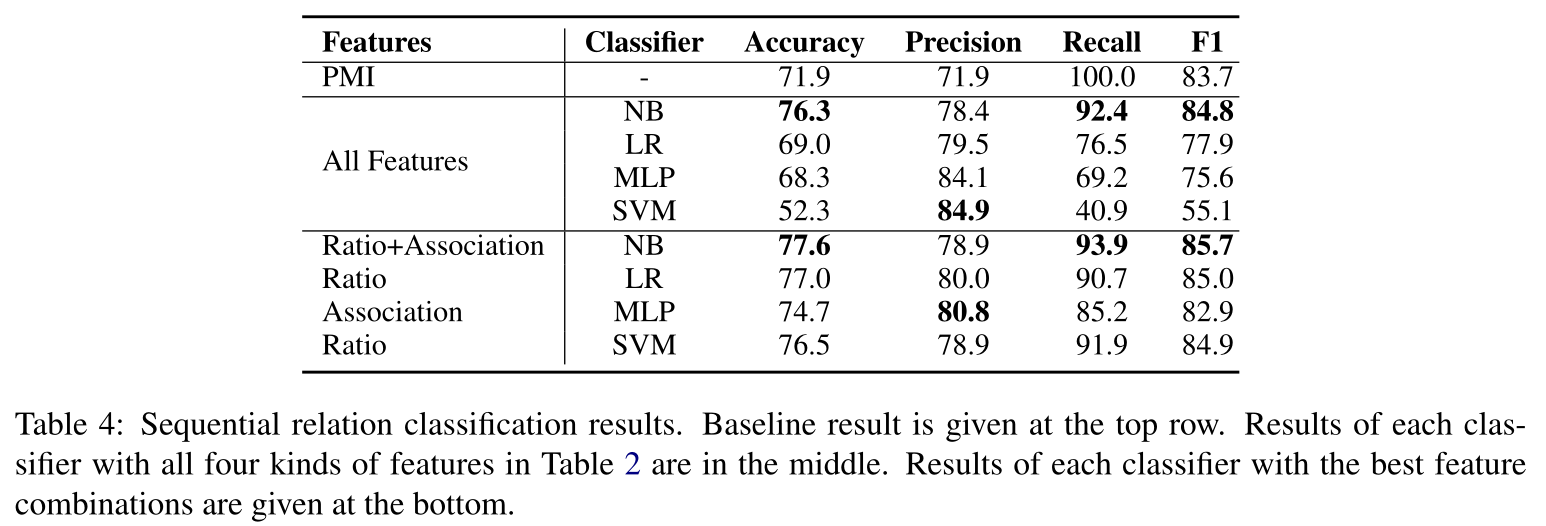 Features Classifier Accuracy Precision Recall F1
PMI - 71.9 71.9 100.0 83.7
All Features
NB 76.3 78.4 92.4 84.8
LR 69.0 79.5 76.5 77.9
MLP 68.3 84.1 69.2 75.6
SVM 52.3 84.9 40.9 55.1
Ratio+Association NB 77.6 78.9 93.9 85.7
Ratio LR 77.0 80.0 90.7 85.0
Association MLP 74.7 80.8 85.2 82.9
Ratio SVM 76.5 78.9 91.9 84.9
Table 4: Sequential relation classification results. Baseline result is given at the top row. Results of each clas-
sifier with all four kinds of features in Table 2 are in the middle. Results of each classifier with the best feature
combinations are given at the bottom.